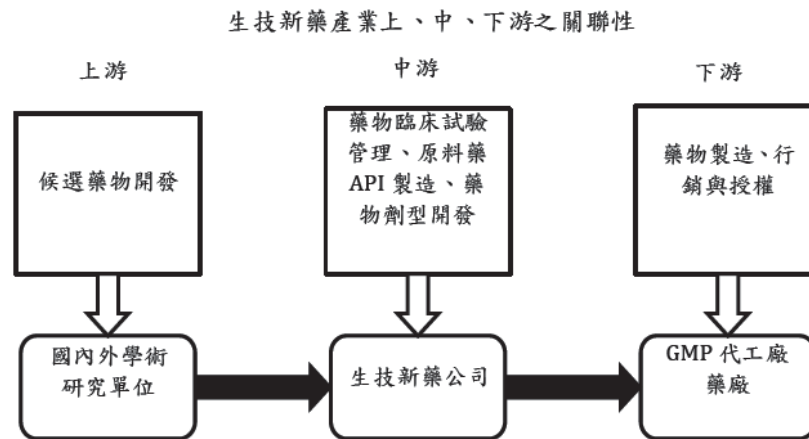 生技新藥產業上、中、下游之關聯性
上游
中游
下游
候選藥物開發
藥物臨床試驗
管理、原料藥
API 製造、藥
物劑型開發
藥物製造、行
銷與授權
國內外學術
研究單位
生技新藥公司
GMP 代工廠
藥廠